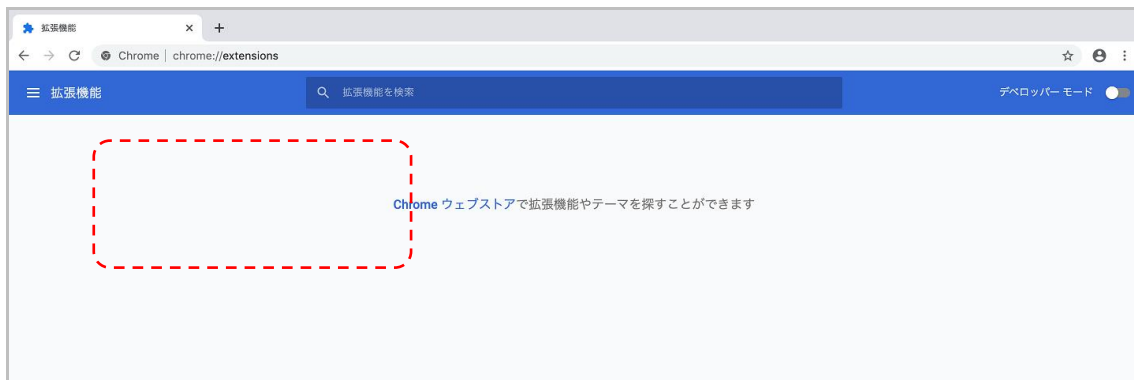 拡張機能
Chrome | chrome://extensions
拡張機能
拡張機能を検索
デベロッパー モード
Chrome ウェブストアで拡張機能やテーマを探すことができます